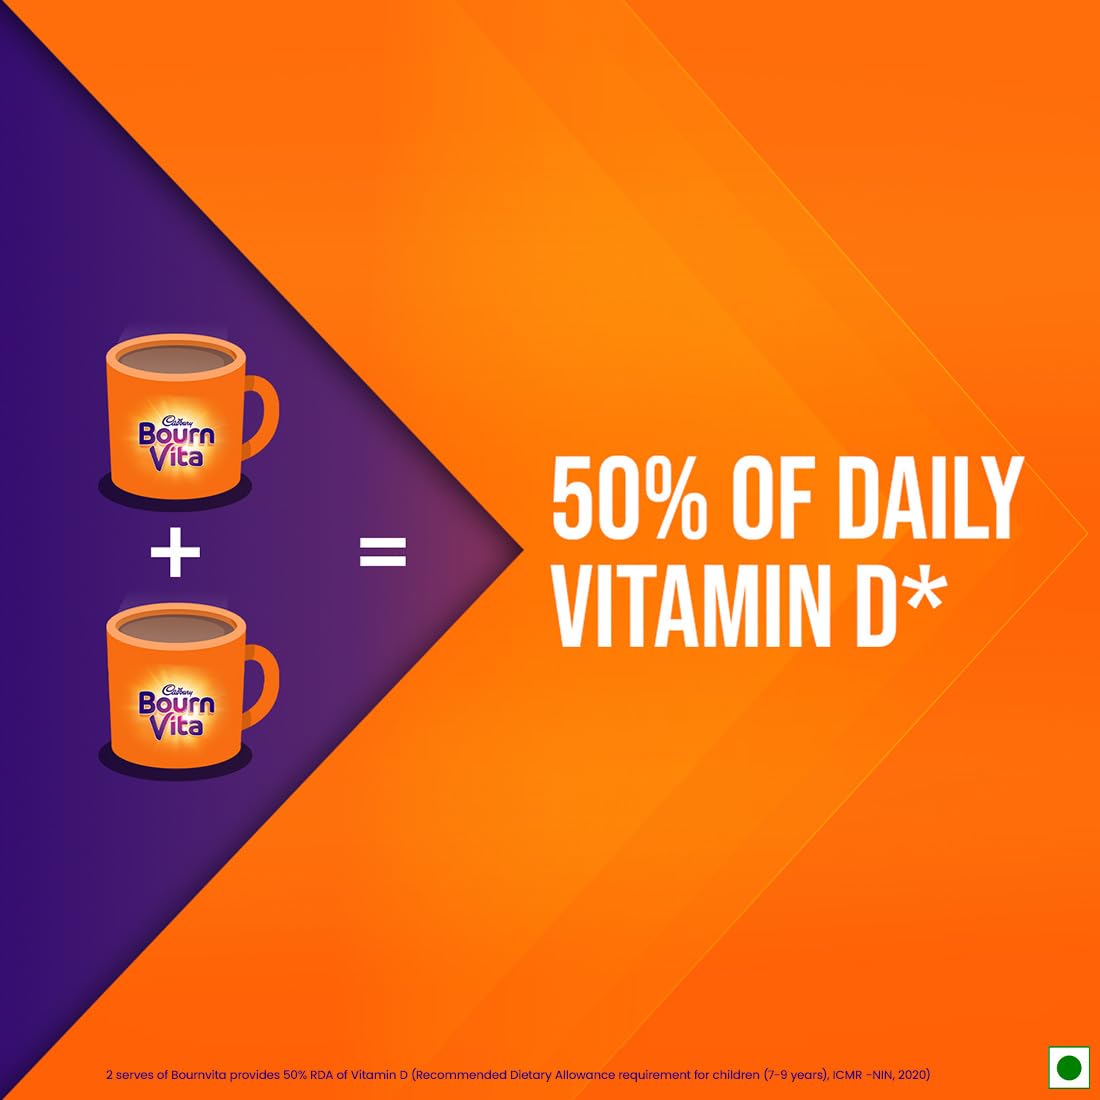 Cadbury
Bourn
Vita
+
=
Cadbury
Bourn
Vita
50% OF DAILY
VITAMIN D*
2 serves of Bournvita provides 50% RDA of Vitamin D (Recommended Dietary Allowance requirement for children (7-9 years), ICMR -NIN, 2020)